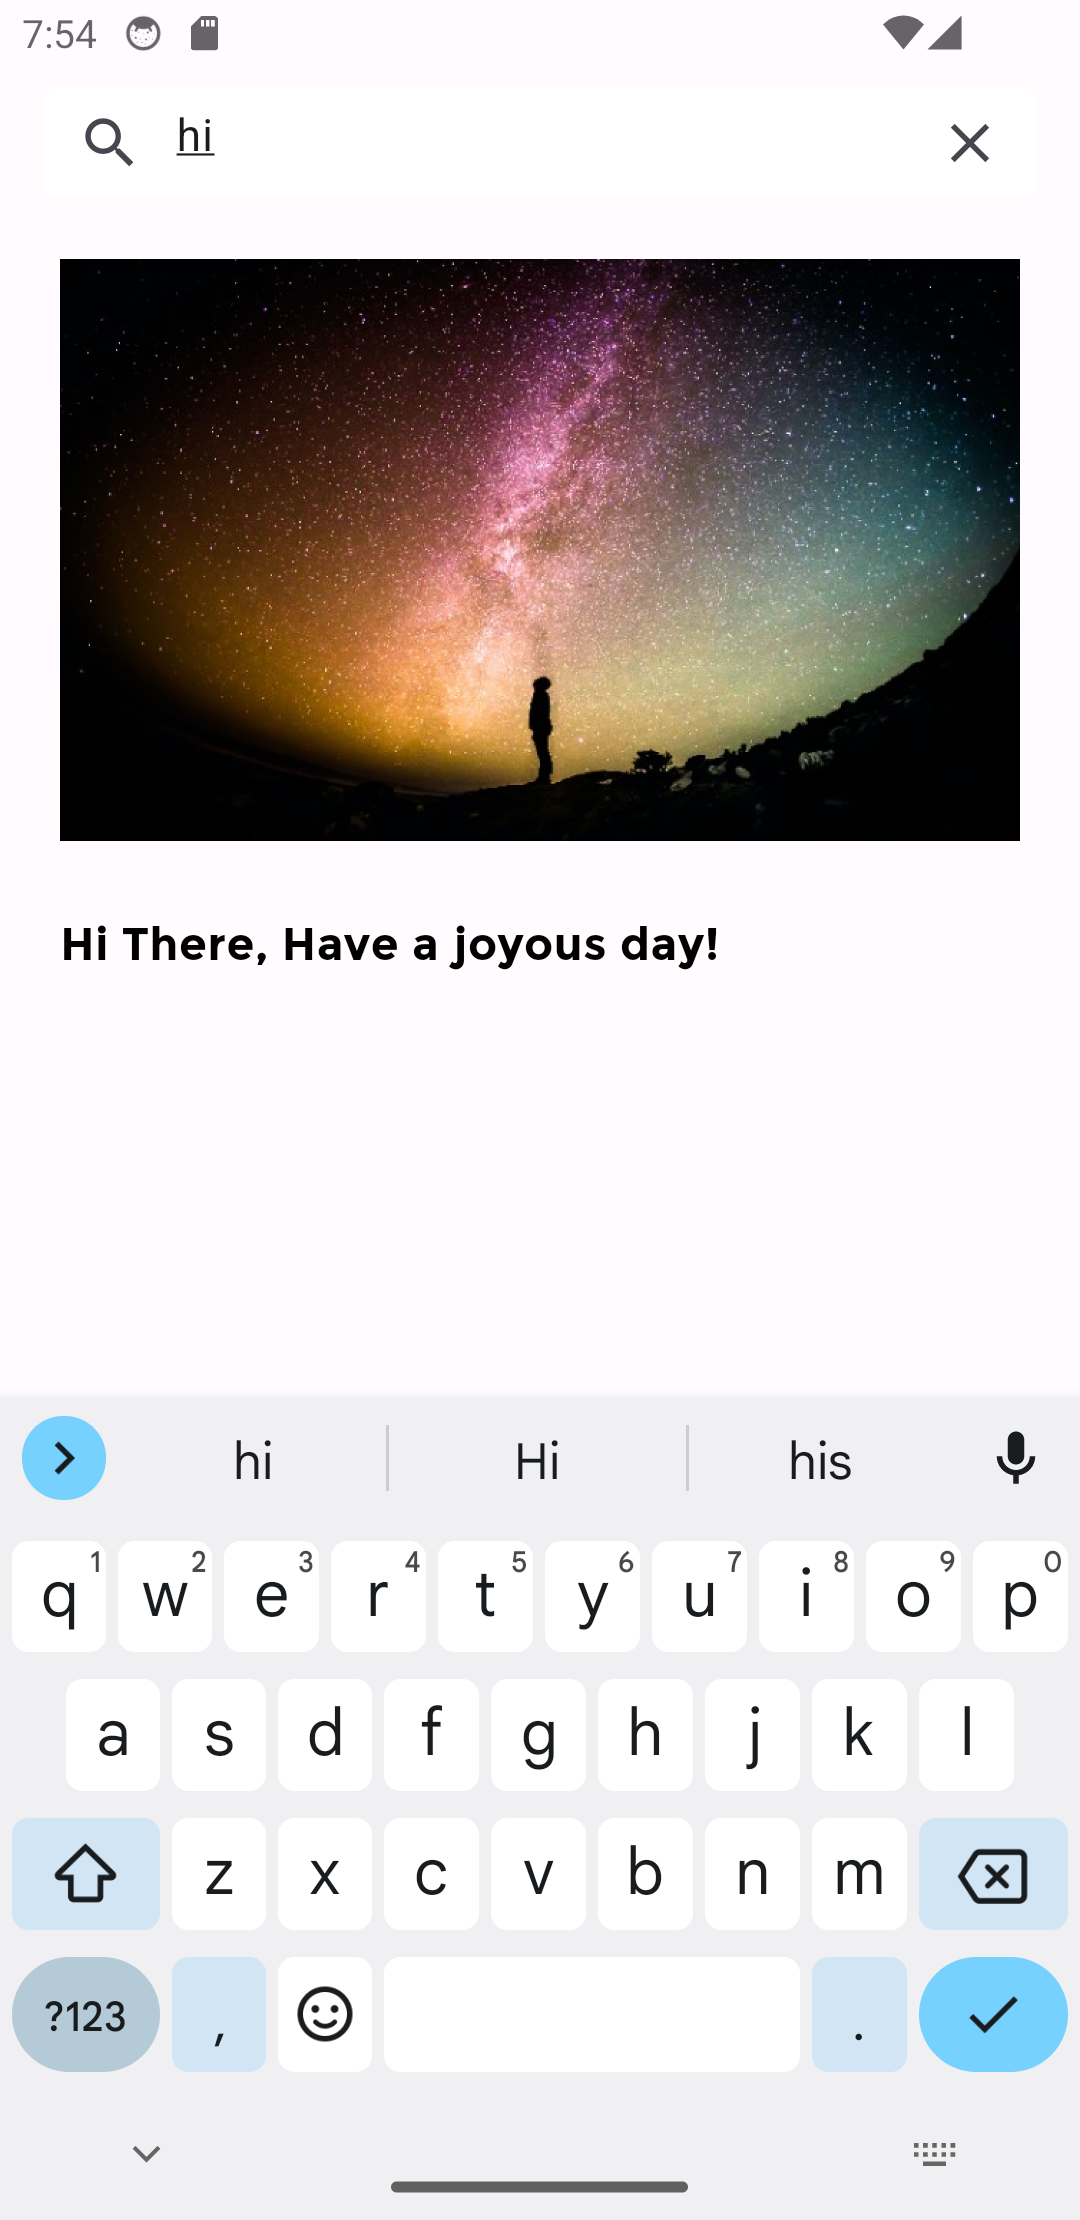 7:54
hi
Hi There, Have a joyous day!
hi Hi his
q 1 w 2 e 3 r 4 t 5 y 6 u 7 i 8 o 9 p 0
a s d f g h j k l
z x c v b n m
?123 , .